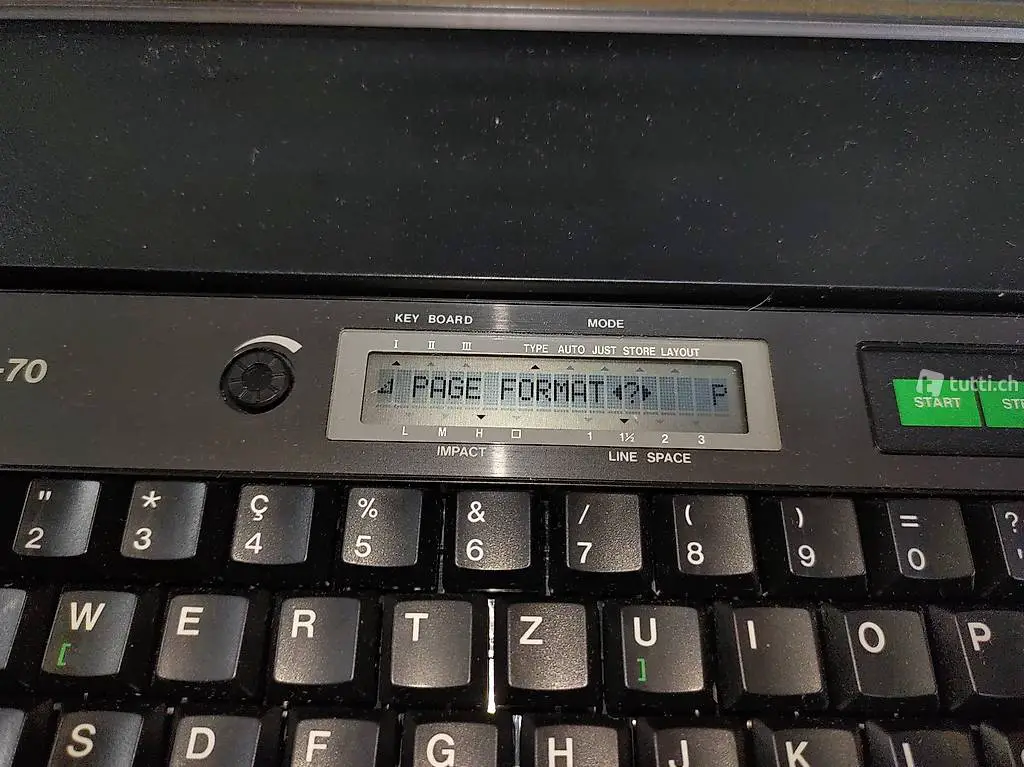 KEY BOARD MODE
I II III TYPE AUTO JUST STORE LAYOUT
-70
PAGE FORMAT◂?▸ P
tutti.ch
START
L M H □ 1 1½ 2 3
IMPACT LINE SPACE
" * Ç % & / ( ) = ?
2 3 4 5 6 7 8 9 0 '
W E R T Z U I O P
[ ]
S D F G H J K L